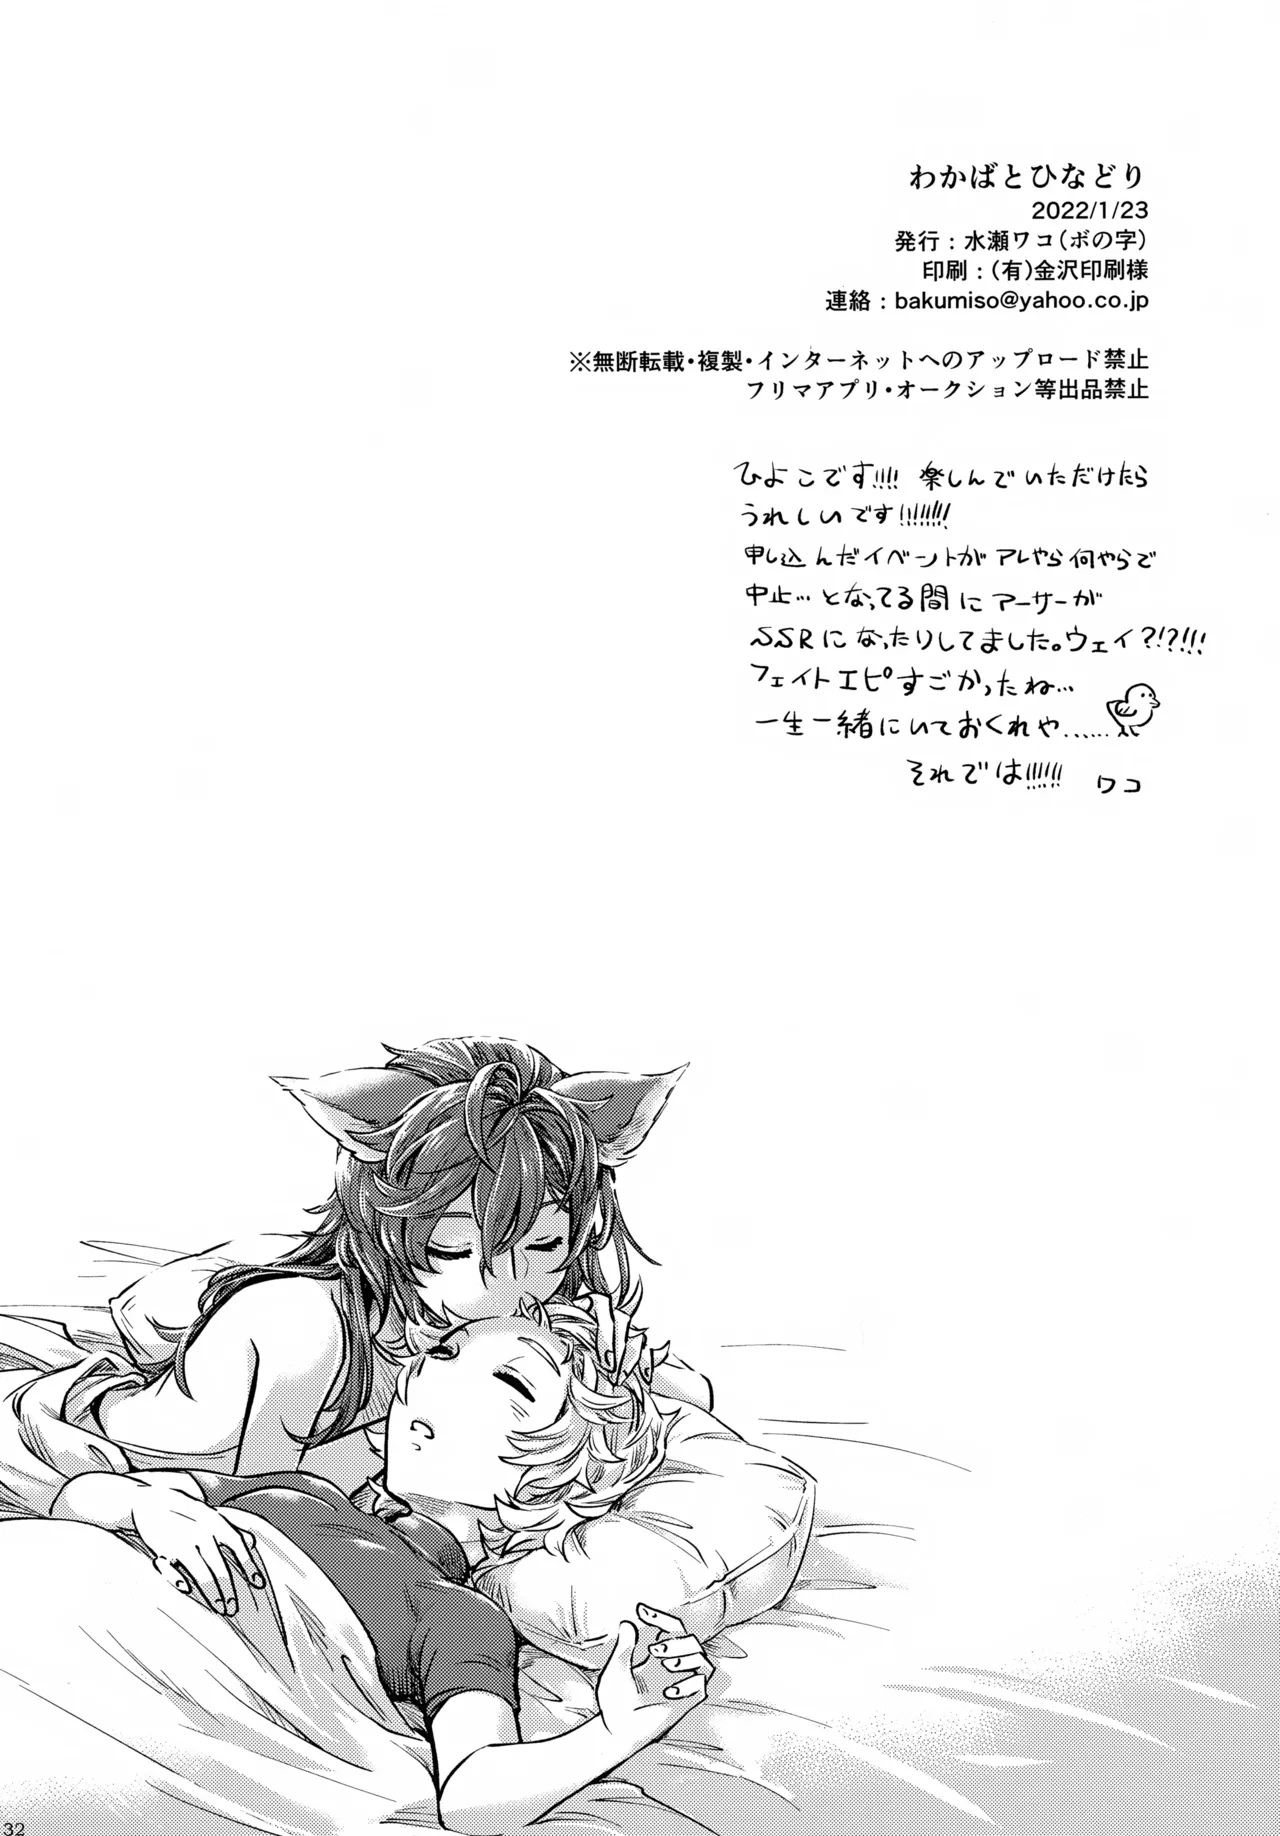 わかばとひなどり
2022/1/23
発行：水瀬ワコ(ボの字)
印刷：(有)金沢印刷様
連絡：bakumiso@yahoo.co.jp
※無断転載・複製・インターネットへのアップロード禁止
フリマアプリ・オークション等出品禁止
ひよこです!!!! 楽しんでいただけたら
うれしいです!!!!!!!!
申し込んだイベントがアレやら何やらで
中止…となってる間にアーサーが
SSRになったりしてました。ウェイ?!?!!!
フェイトエピすごかったね…
一生一緒にいておくれや……
それでは!!!!!! ワコ
32